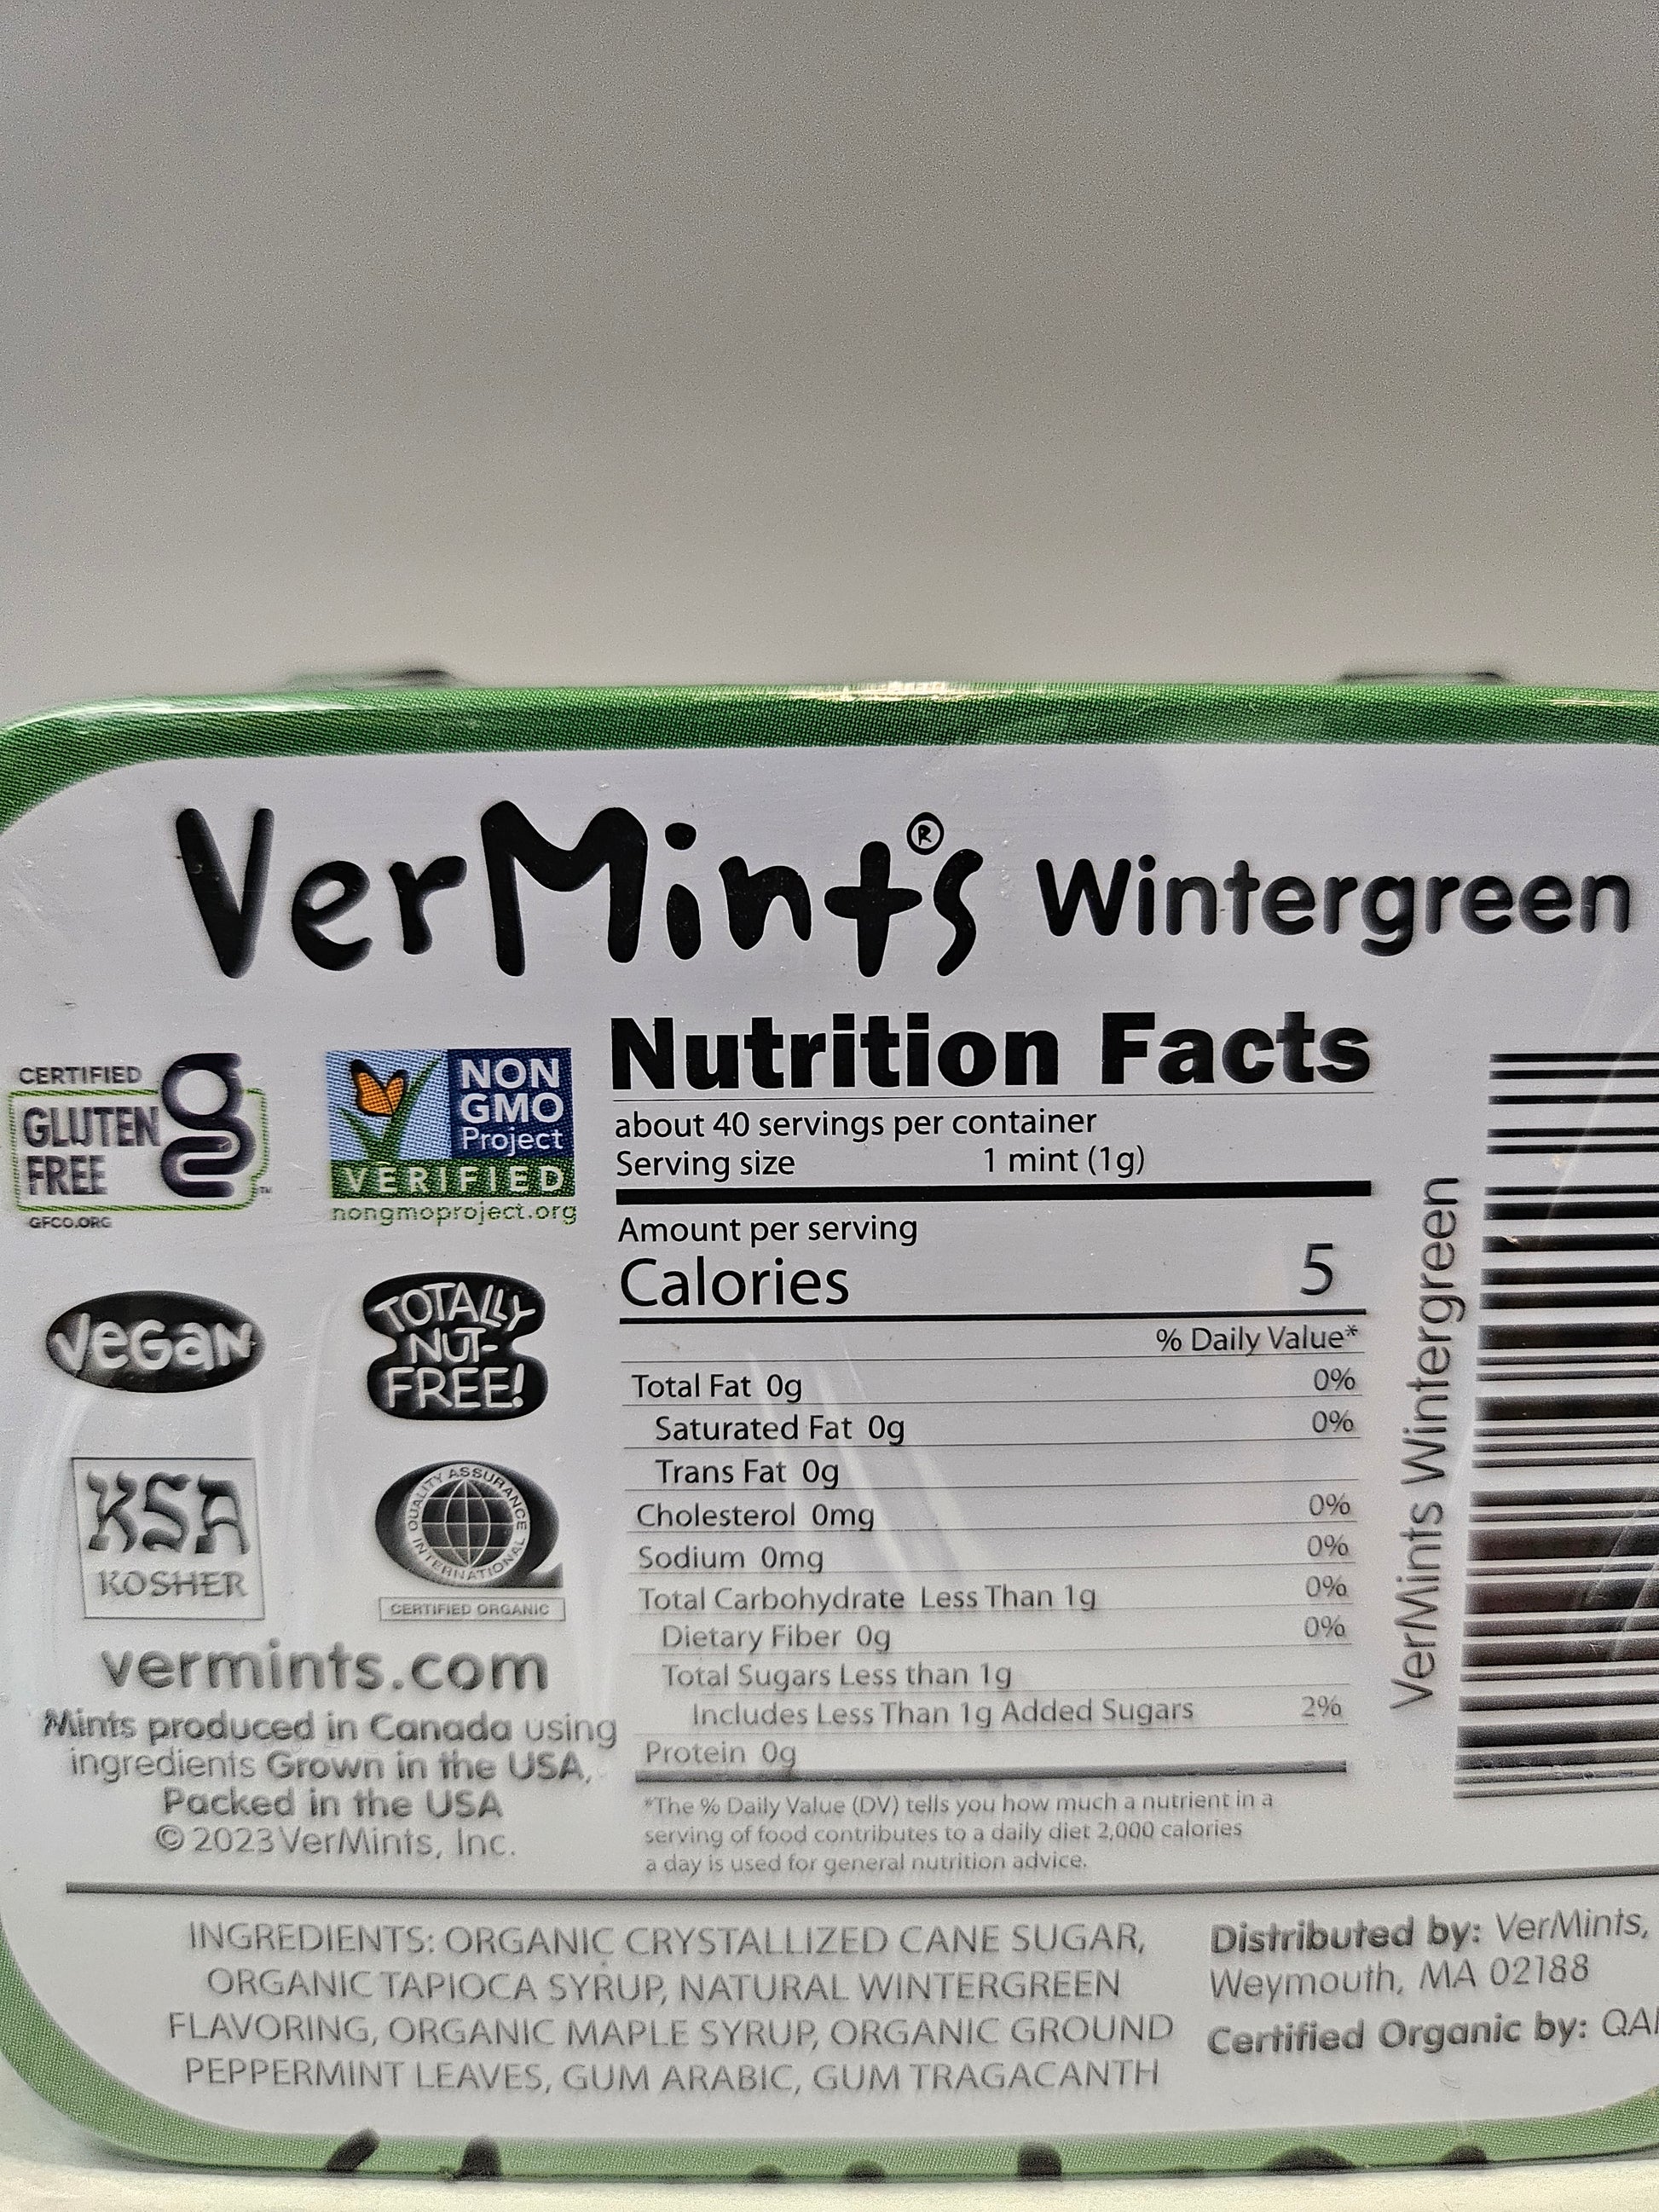 VerMints® Wintergreen
CERTIFIED
GLUTEN
FREE
g
™
GFCO.ORG
NON
GMO
Project
VERIFIED
nongmoproject.org
VEGAN
TOTALLY
NUT-
FREE!
KSA
KOSHER
QUALITY ASSURANCE
INTERNATIONAL
CERTIFIED ORGANIC
vermints.com
Mints produced in Canada using
ingredients Grown in the USA,
Packed in the USA
© 2023 VerMints, Inc.
Nutrition Facts
about 40 servings per container
Serving size 1 mint (1g)
Amount per serving
Calories 5
% Daily Value*
Total Fat 0g 0%
Saturated Fat 0g 0%
Trans Fat 0g
Cholesterol 0mg 0%
Sodium 0mg 0%
Total Carbohydrate Less Than 1g 0%
Dietary Fiber 0g 0%
Total Sugars Less than 1g
Includes Less Than 1g Added Sugars 2%
Protein 0g
*The % Daily Value (DV) tells you how much a nutrient in a
serving of food contributes to a daily diet 2,000 calories
a day is used for general nutrition advice.
VerMints Wintergreen
INGREDIENTS: ORGANIC CRYSTALLIZED CANE SUGAR,
ORGANIC TAPIOCA SYRUP, NATURAL WINTERGREEN
FLAVORING, ORGANIC MAPLE SYRUP, ORGANIC GROUND
PEPPERMINT LEAVES, GUM ARABIC, GUM TRAGACANTH
Distributed by: VerMints,
Weymouth, MA 02188
Certified Organic by: QAI